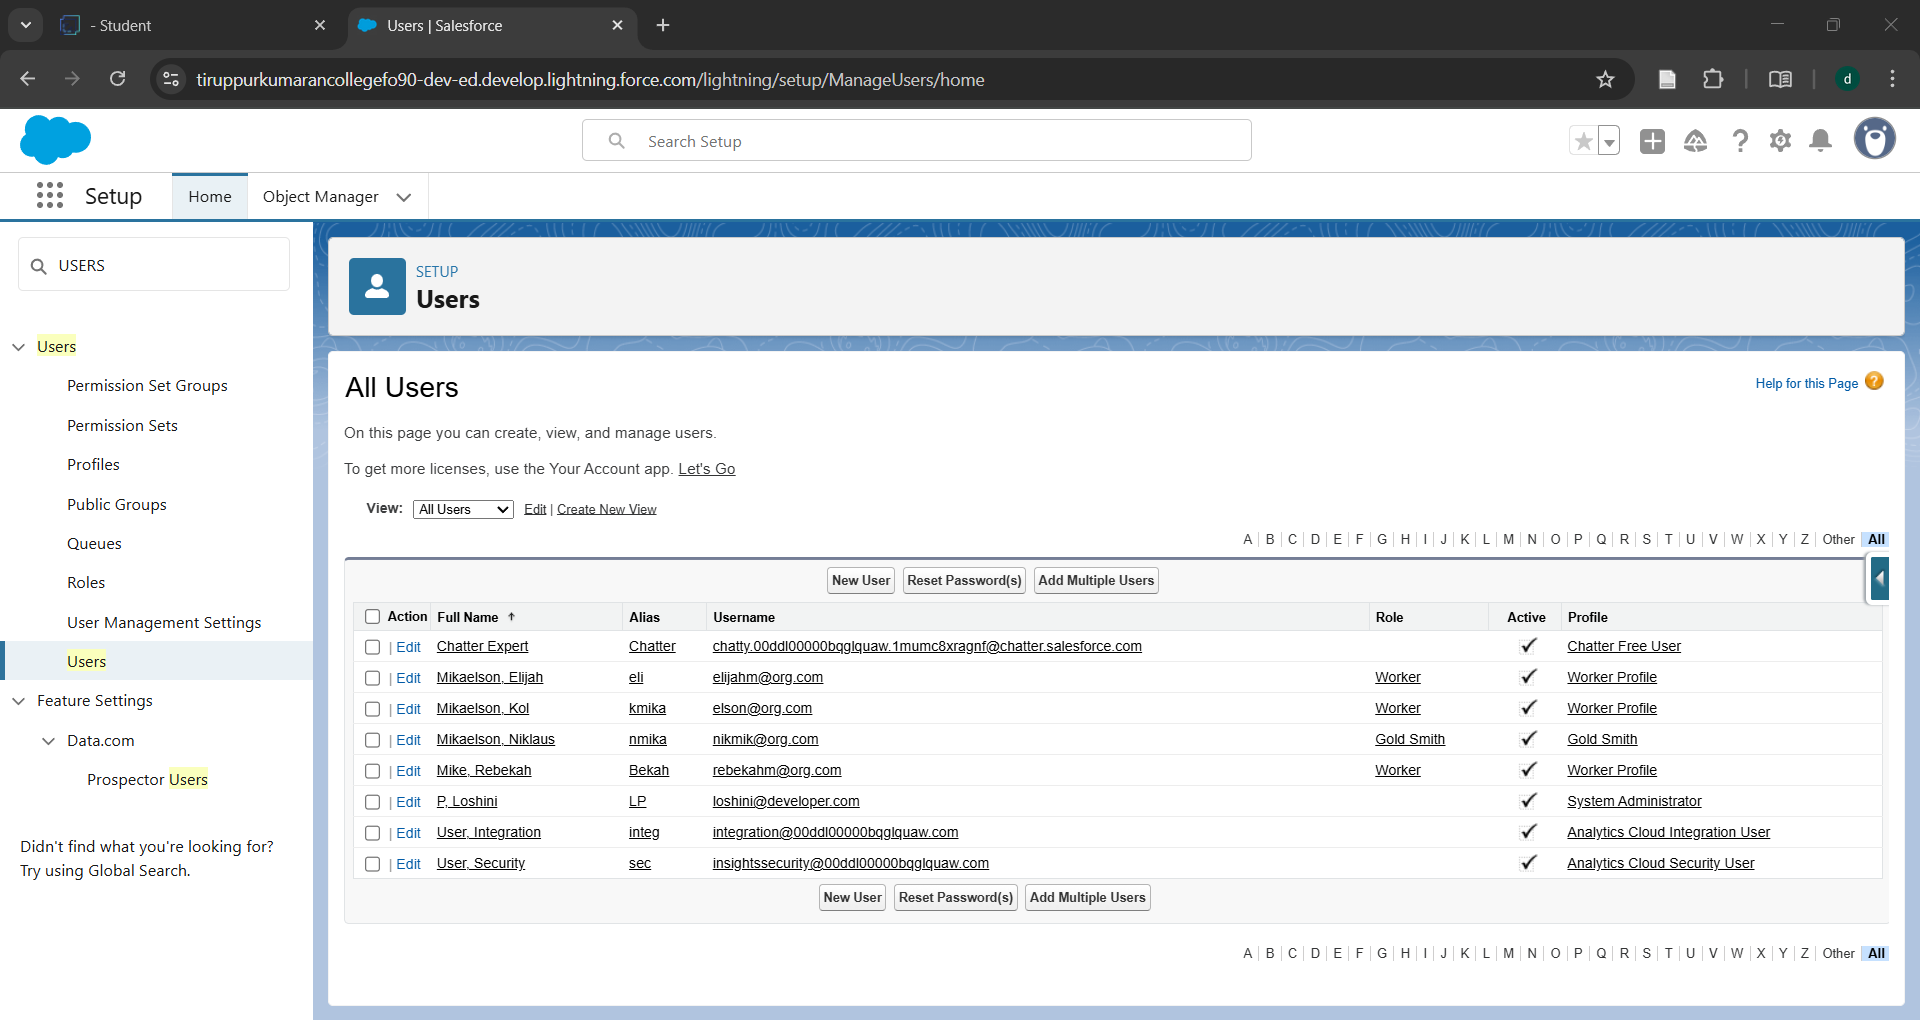 - Student
Users | Salesforce
tiruppurkumarancollegefo90-dev-ed.develop.lightning.force.com/lightning/setup/ManageUsers/home
d
Search Setup
Setup
Home
Object Manager
USERS
Users
Permission Set Groups
Permission Sets
Profiles
Public Groups
Queues
Roles
User Management Settings
Users
Feature Settings
Data.com
Prospector Users
Didn't find what you're looking for?
Try using Global Search.
SETUP
Users
All Users
Help for this Page ?
On this page you can create, view, and manage users.
To get more licenses, use the Your Account app. Let's Go
View: All Users Edit | Create New View
A | B | C | D | E | F | G | H | I | J | K | L | M | N | O | P | Q | R | S | T | U | V | W | X | Y | Z | Other All
New User Reset Password(s) Add Multiple Users
Action Full Name ↑ Alias Username Role Active Profile
| Edit Chatter Expert Chatter chatty.00ddl00000bqglquaw.1mumc8xragnf@chatter.salesforce.com ✓ Chatter Free User
| Edit Mikaelson, Elijah eli elijahm@org.com Worker ✓ Worker Profile
| Edit Mikaelson, Kol kmika elson@org.com Worker ✓ Worker Profile
| Edit Mikaelson, Niklaus nmika nikmik@org.com Gold Smith ✓ Gold Smith
| Edit Mike, Rebekah Bekah rebekahm@org.com Worker ✓ Worker Profile
| Edit P, Loshini LP loshini@developer.com ✓ System Administrator
| Edit User, Integration integ integration@00ddl00000bqglquaw.com ✓ Analytics Cloud Integration User
| Edit User, Security sec insightssecurity@00ddl00000bqglquaw.com ✓ Analytics Cloud Security User
New User Reset Password(s) Add Multiple Users
A | B | C | D | E | F | G | H | I | J | K | L | M | N | O | P | Q | R | S | T | U | V | W | X | Y | Z | Other All